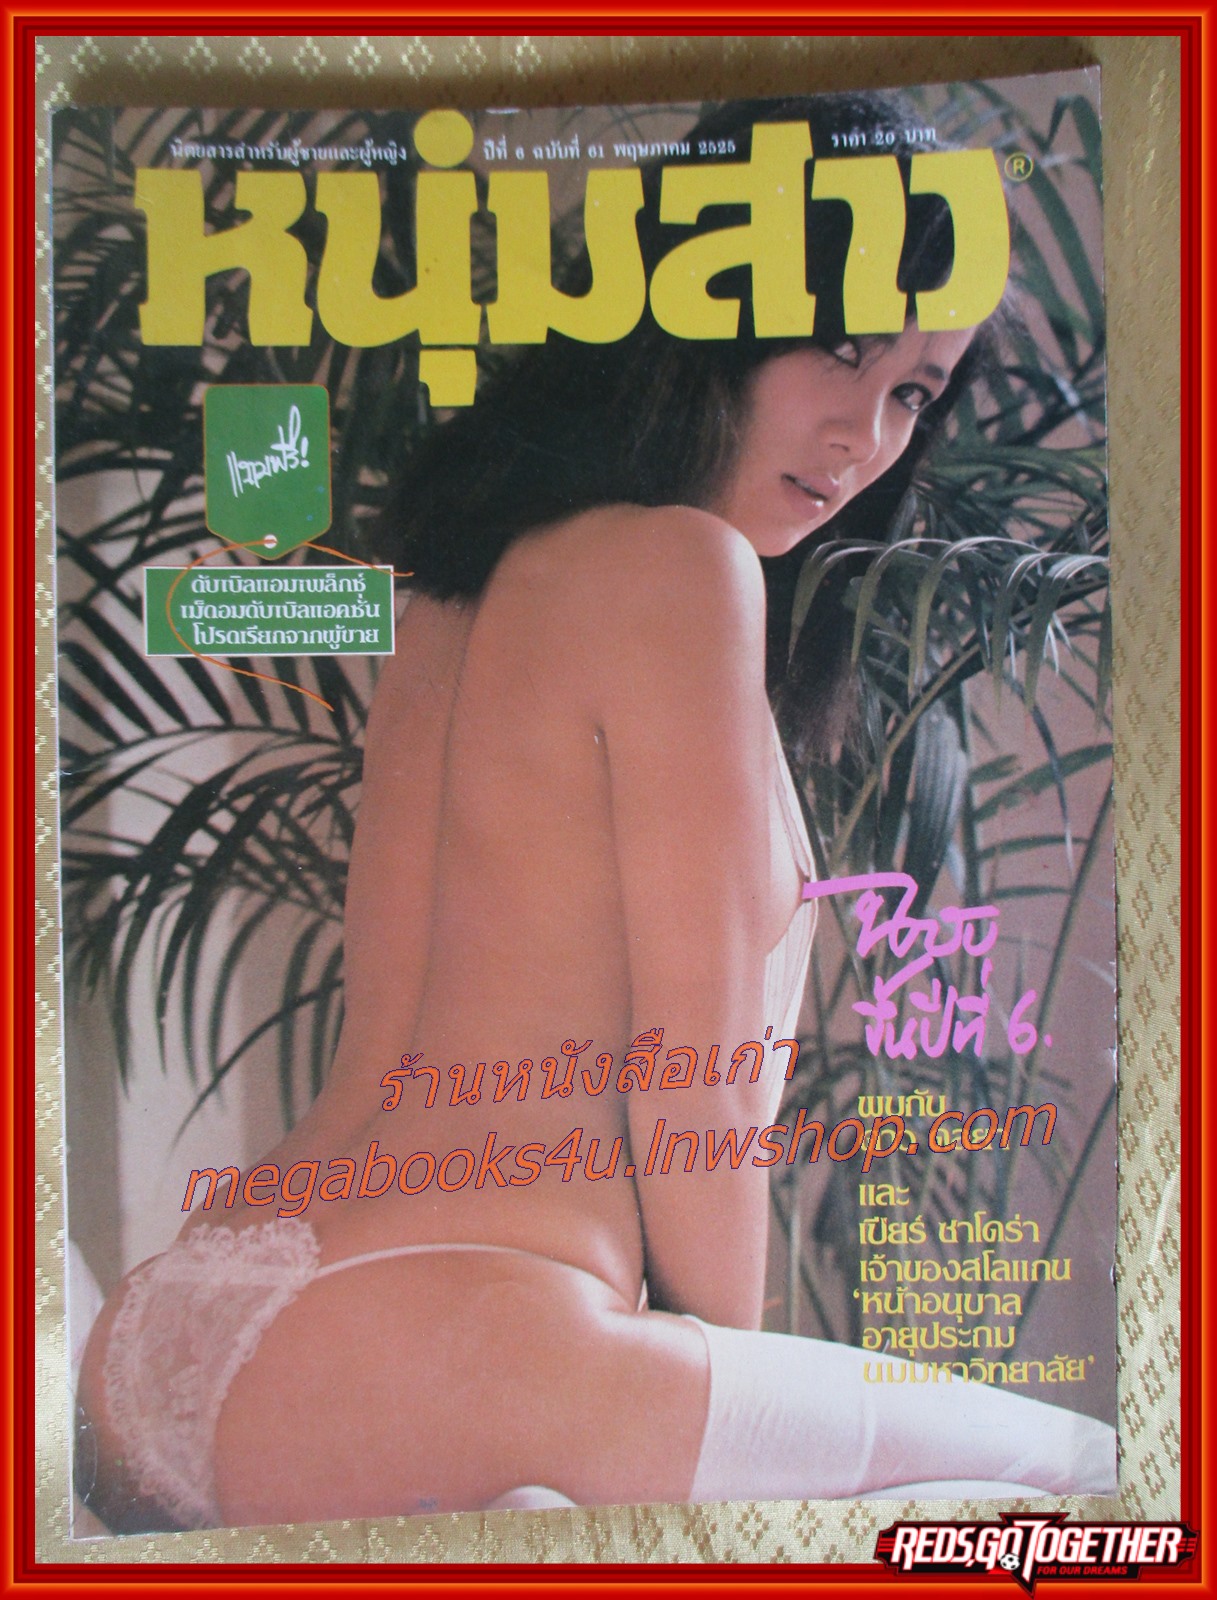 นิตยสารสำหรับผู้ชายและผู้หญิง
ปีที่ 6 ฉบับที่ 61 พฤษภาคม 2525
ราคา 20 บาท
หนุ่มสาว
®
แถมฟรี!
ดับเบิลแอมเพล็กซ์
เม็ดอมดับเบิลแอคชั่น
โปรดเรียกจากผู้ขาย
ฉบับ
ขึ้นปีที่ 6.
ร้านหนังสือเก่า
megabooks4u.lnwshop.com
พบกับ
และ
เปียร์ ซาโดร่า
เจ้าของสโลแกน
'หน้าอนุบาล
อายุประถม
นมมหาวิทยาลัย'
REDS,GO TOGETHER
FOR OUR DREAMS